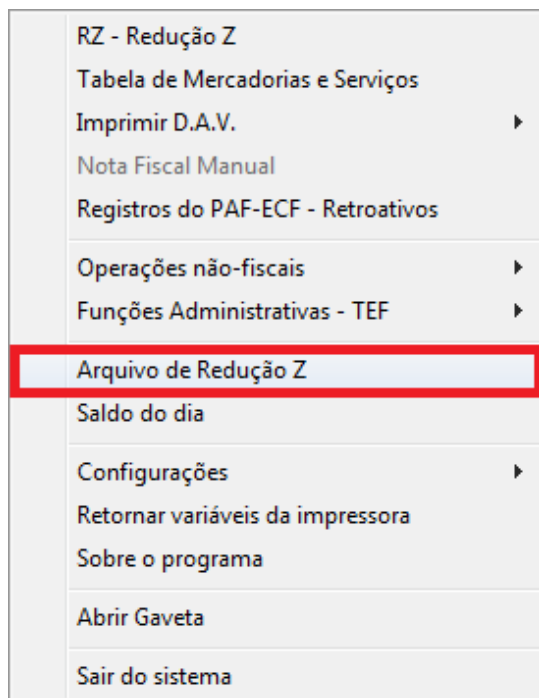 RZ - Redução Z
Tabela de Mercadorias e Serviços
Imprimir D.A.V.
Nota Fiscal Manual
Registros do PAF-ECF - Retroativos
Operações não-fiscais
Funções Administrativas - TEF
Arquivo de Redução Z
Saldo do dia
Configurações
Retornar variáveis da impressora
Sobre o programa
Abrir Gaveta
Sair do sistema